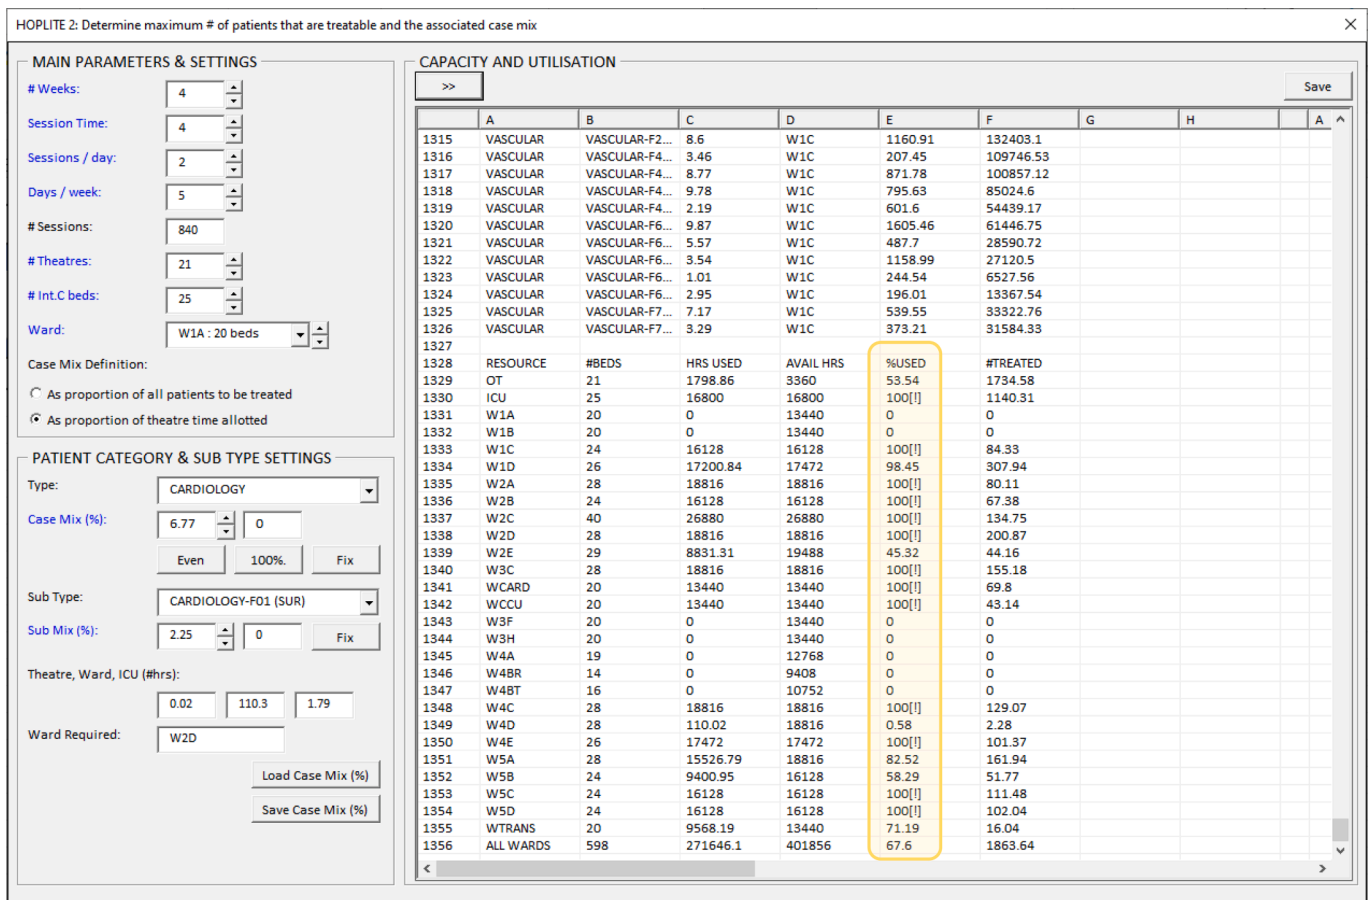 HOPLITE 2: Determine maximum # of patients that are treatable and the associated case mix
MAIN PARAMETERS & SETTINGS
# Weeks: 4
Session Time: 4
Sessions / day: 2
Days / week: 5
# Sessions: 840
# Theatres: 21
# Int.C beds: 25
Ward: W1A : 20 beds
Case Mix Definition:
As proportion of all patients to be treated
As proportion of theatre time allotted
PATIENT CATEGORY & SUB TYPE SETTINGS
Type: CARDIOLOGY
Case Mix (%): 6.77 0
Even 100%. Fix
Sub Type: CARDIOLOGY-F01 (SUR)
Sub Mix (%): 2.25 0 Fix
Theatre, Ward, ICU (#hrs):
0.02 110.3 1.79
Ward Required: W2D
Load Case Mix (%)
Save Case Mix (%)
CAPACITY AND UTILISATION
>> Save
A B C D E F G H A
1315 VASCULAR VASCULAR-F2... 8.6 W1C 1160.91 132403.1
1316 VASCULAR VASCULAR-F4... 3.46 W1C 207.45 109746.53
1317 VASCULAR VASCULAR-F4... 8.77 W1C 871.78 100857.12
1318 VASCULAR VASCULAR-F4... 9.78 W1C 795.63 85024.6
1319 VASCULAR VASCULAR-F4... 2.19 W1C 601.6 54439.17
1320 VASCULAR VASCULAR-F6... 9.87 W1C 1605.46 61446.75
1321 VASCULAR VASCULAR-F6... 5.57 W1C 487.7 28590.72
1322 VASCULAR VASCULAR-F6... 3.54 W1C 1158.99 27120.5
1323 VASCULAR VASCULAR-F6... 1.01 W1C 244.54 6527.56
1324 VASCULAR VASCULAR-F6... 2.95 W1C 196.01 13367.54
1325 VASCULAR VASCULAR-F7... 7.17 W1C 539.55 33322.76
1326 VASCULAR VASCULAR-F7... 3.29 W1C 373.21 31584.33
1327
1328 RESOURCE #BEDS HRS USED AVAIL HRS %USED #TREATED
1329 OT 21 1798.86 3360 53.54 1734.58
1330 ICU 25 16800 16800 100[!] 1140.31
1331 W1A 20 0 13440 0 0
1332 W1B 20 0 13440 0 0
1333 W1C 24 16128 16128 100[!] 84.33
1334 W1D 26 17200.84 17472 98.45 307.94
1335 W2A 28 18816 18816 100[!] 80.11
1336 W2B 24 16128 16128 100[!] 67.38
1337 W2C 40 26880 26880 100[!] 134.75
1338 W2D 28 18816 18816 100[!] 200.87
1339 W2E 29 8831.31 19488 45.32 44.16
1340 W3C 28 18816 18816 100[!] 155.18
1341 WCARD 20 13440 13440 100[!] 69.8
1342 WCCU 20 13440 13440 100[!] 43.14
1343 W3F 20 0 13440 0 0
1344 W3H 20 0 13440 0 0
1345 W4A 19 0 12768 0 0
1346 W4BR 14 0 9408 0 0
1347 W4BT 16 0 10752 0 0
1348 W4C 28 18816 18816 100[!] 129.07
1349 W4D 28 110.02 18816 0.58 2.28
1350 W4E 26 17472 17472 100[!] 101.37
1351 W5A 28 15526.79 18816 82.52 161.94
1352 W5B 24 9400.95 16128 58.29 51.77
1353 W5C 24 16128 16128 100[!] 111.48
1354 W5D 24 16128 16128 100[!] 102.04
1355 WTRANS 20 9568.19 13440 71.19 16.04
1356 ALL WARDS 598 271646.1 401856 67.6 1863.64